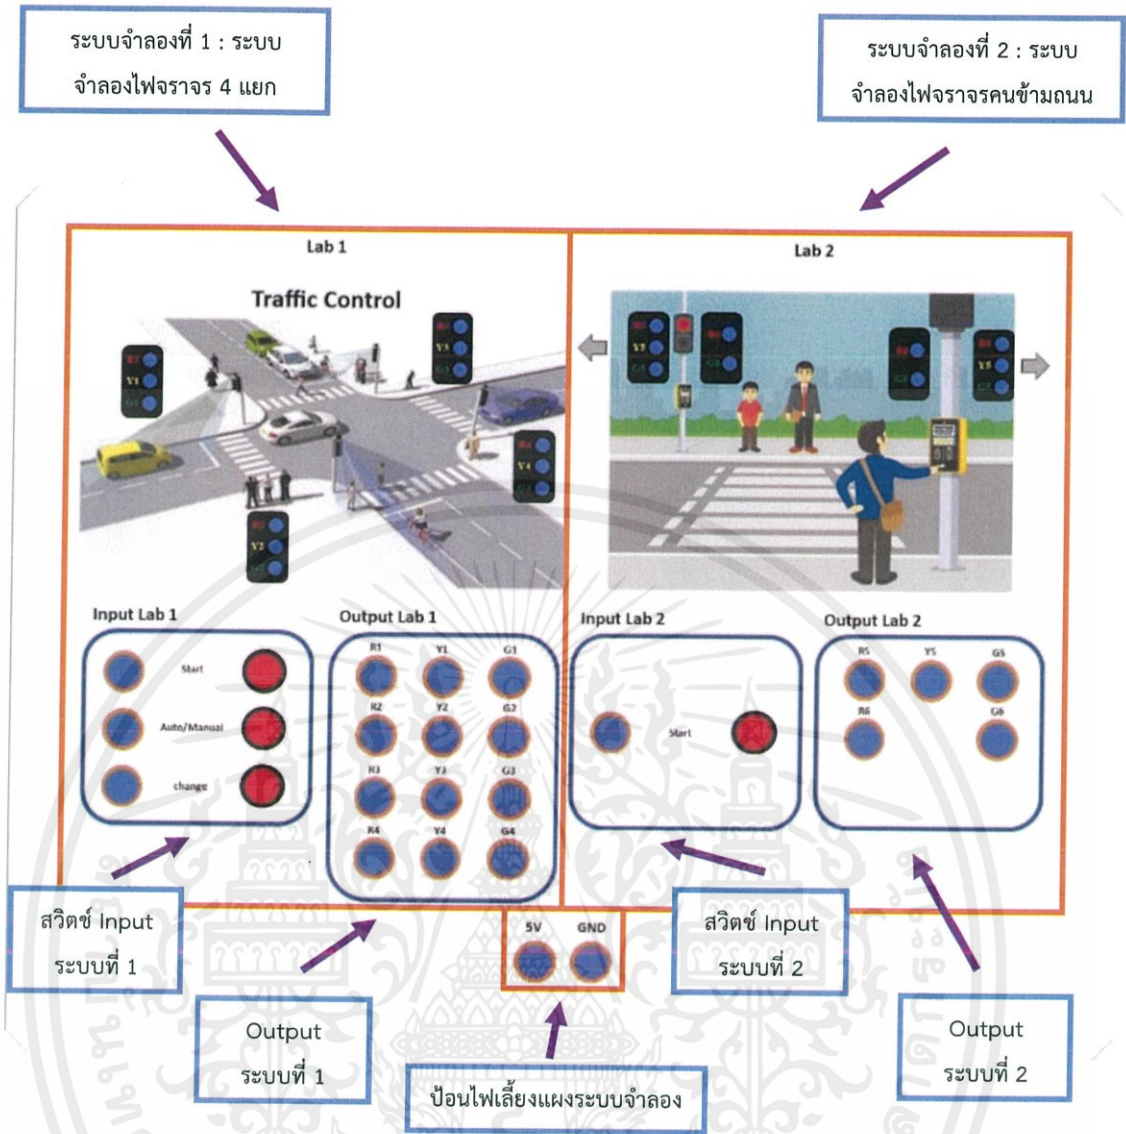 ระบบจำลองที่ 1 : ระบบ
จำลองไฟจราจร 4 แยก
ระบบจำลองที่ 2 : ระบบ
จำลองไฟจราจรคนข้ามถนน
Lab 1
Traffic Control
Y1
Y3
Y4
Y2
Lab 2
Y5
Y5
Input Lab 1
Start
Auto/Manual
change
Output Lab 1
R1 Y1 G1
R2 Y2 G2
R3 Y3 G3
R4 Y4 G4
Input Lab 2
Start
Output Lab 2
R5 Y5 G5
R6 G6
5V GND
สวิตซ์ Input
ระบบที่ 1
Output
ระบบที่ 1
ป้อนไฟเลี้ยงแผงระบบจำลอง
สวิตซ์ Input
ระบบที่ 2
Output
ระบบที่ 2